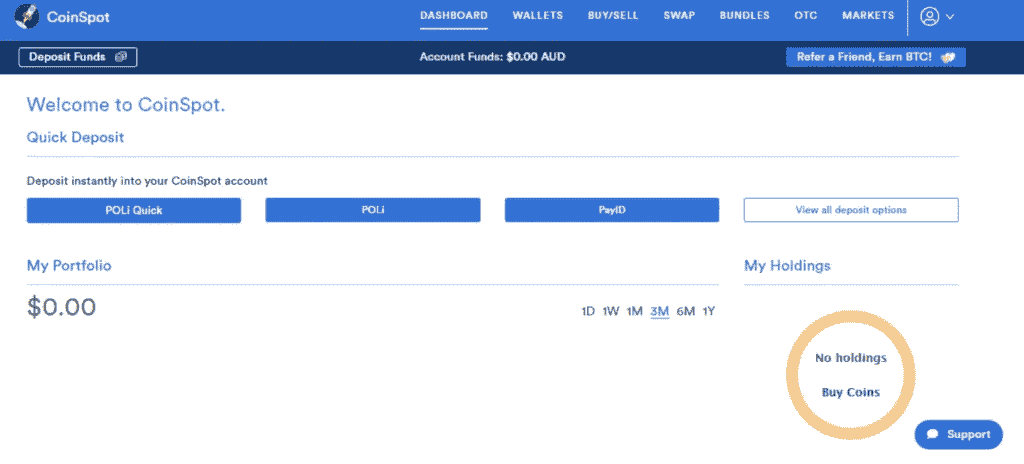 CoinSpot
DASHBOARD WALLETS BUY/SELL SWAP BUNDLES OTC MARKETS
Deposit Funds
Account Funds: $0.00 AUD
Refer a Friend, Earn BTC!
Welcome to CoinSpot.
Quick Deposit
Deposit instantly into your CoinSpot account
POLi Quick
POLi
PayID
View all deposit options
My Portfolio
My Holdings
$0.00
1D 1W 1M 3M 6M 1Y
No holdings
Buy Coins
Support